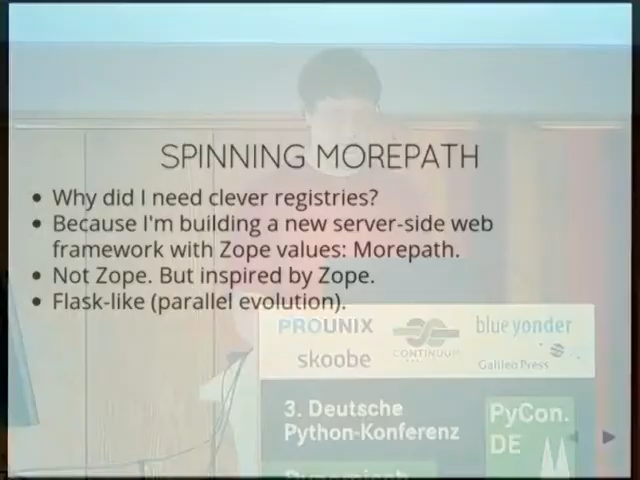 SPINNING MOREPATH
• Why did I need clever registries?
• Because I'm building a new server-side web
framework with Zope values: Morepath.
• Not Zope. But inspired by Zope.
• Flask-like (parallel evolution).
PROUNIX
CONTINUUM
blue yonder
skoobe
Galileo Press
3. Deutsche
Python-Konferenz
PyCon.
DE